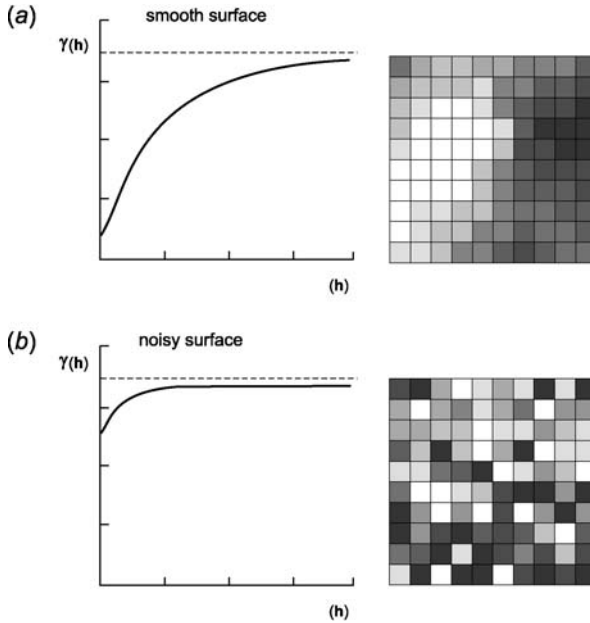 (a)
smooth surface
γ(h)
(h)
(b)
noisy surface
γ(h)
(h)